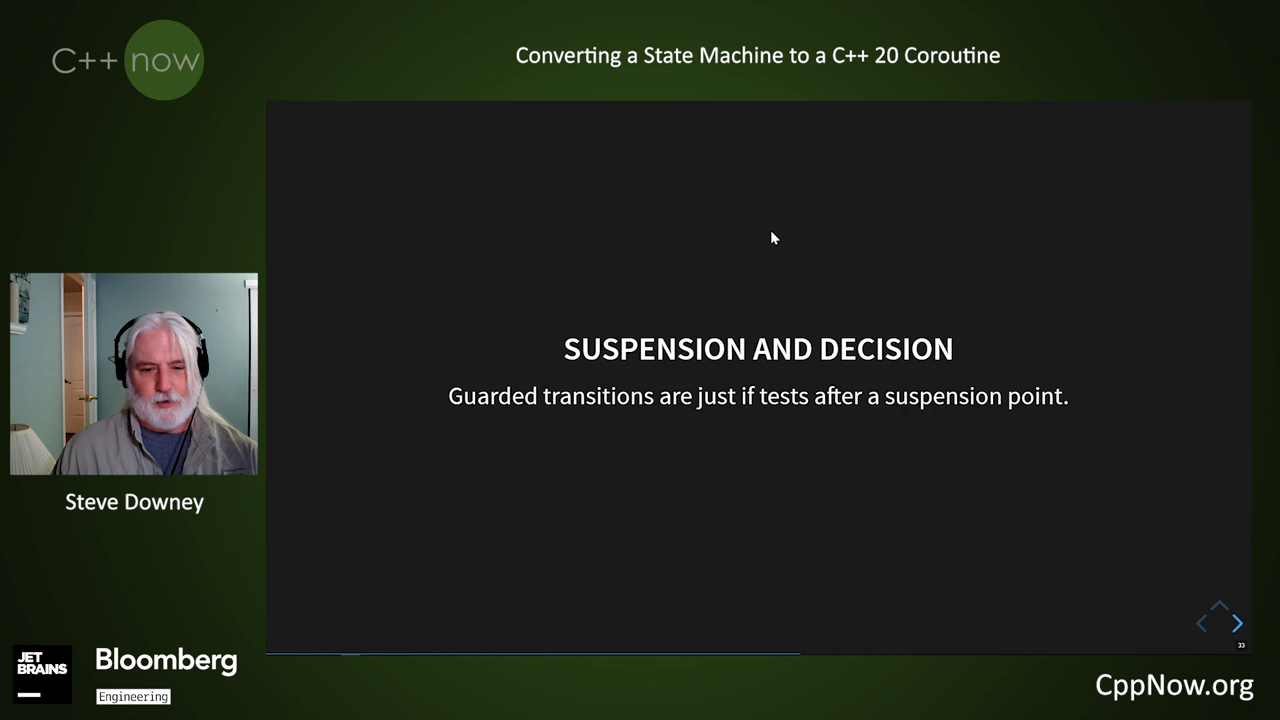 C++ now
Converting a State Machine to a C++ 20 Coroutine
SUSPENSION AND DECISION
Guarded transitions are just if tests after a suspension point.
Steve Downey
33
JET
BRAINS
Bloomberg
Engineering
CppNow.org